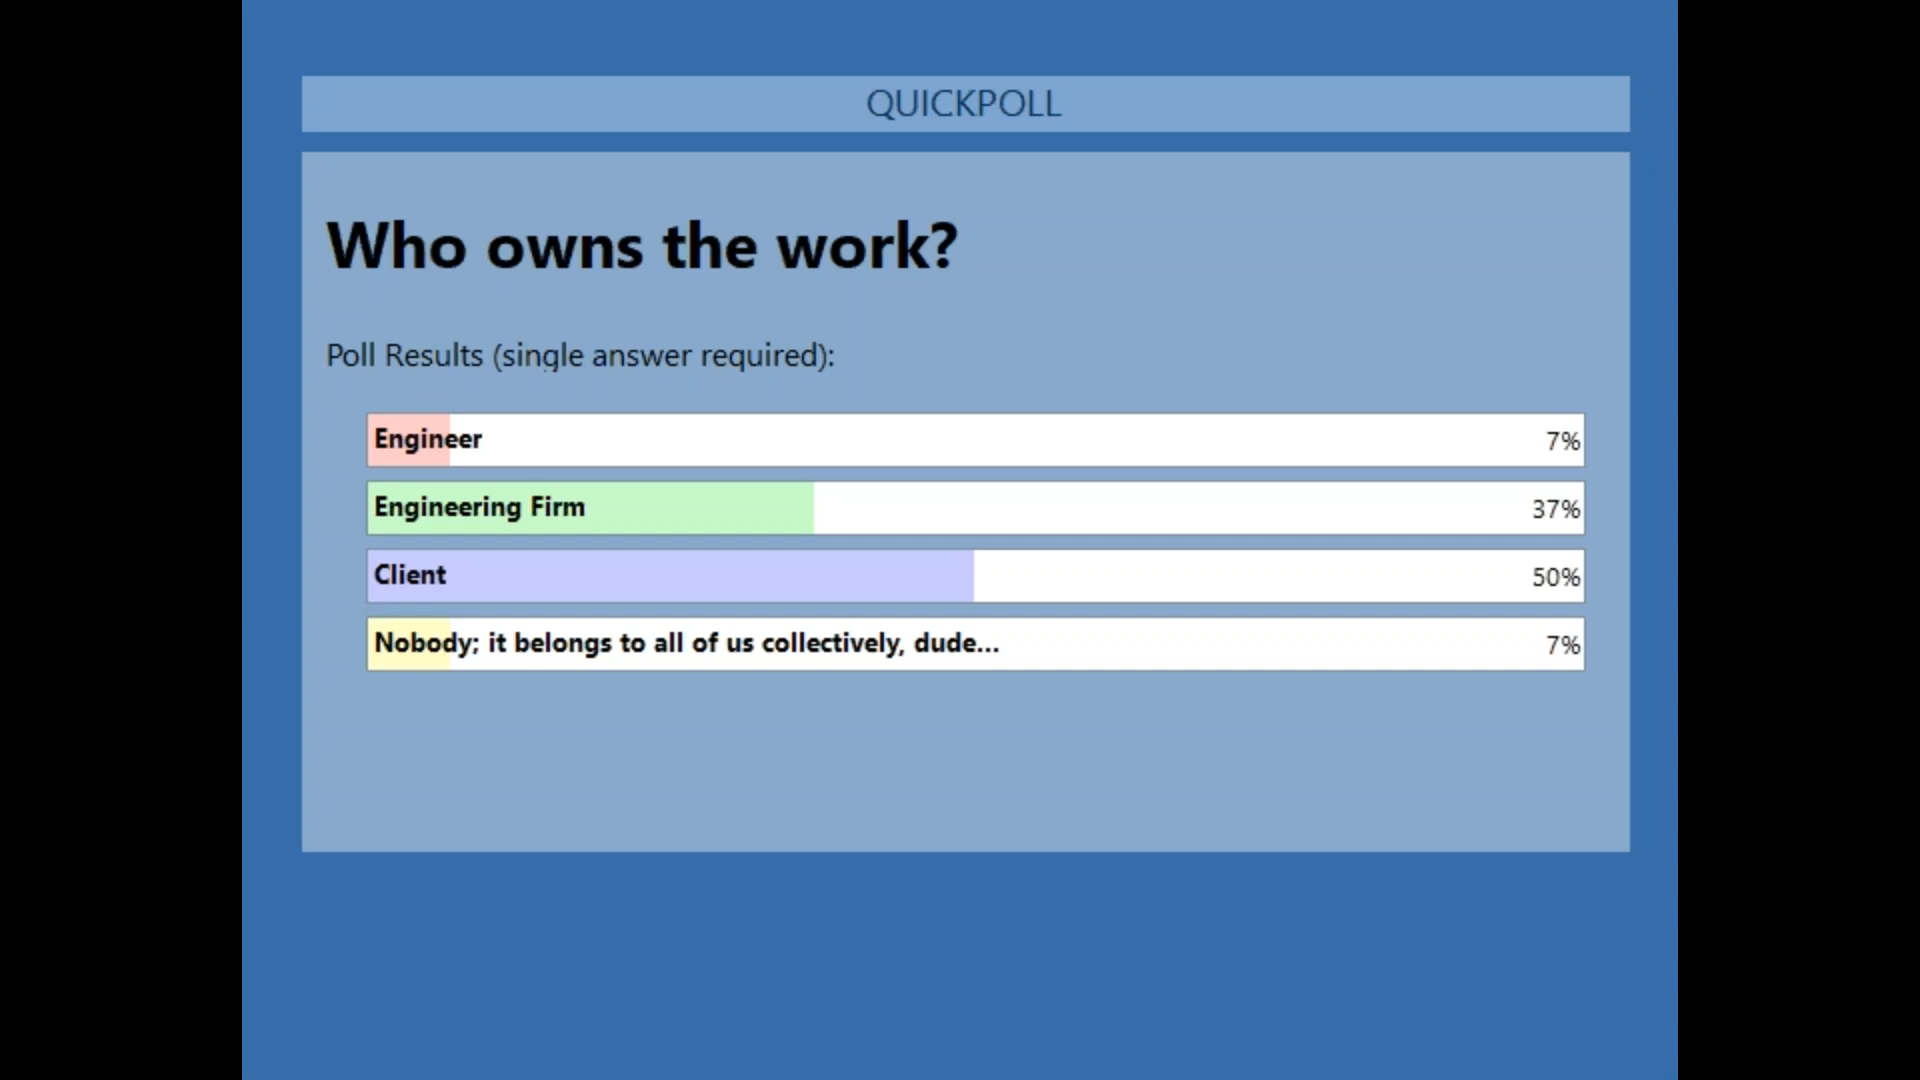 QUICKPOLL
Who owns the work?
Poll Results (single answer required):
Engineer 7%
Engineering Firm 37%
Client 50%
Nobody; it belongs to all of us collectively, dude... 7%